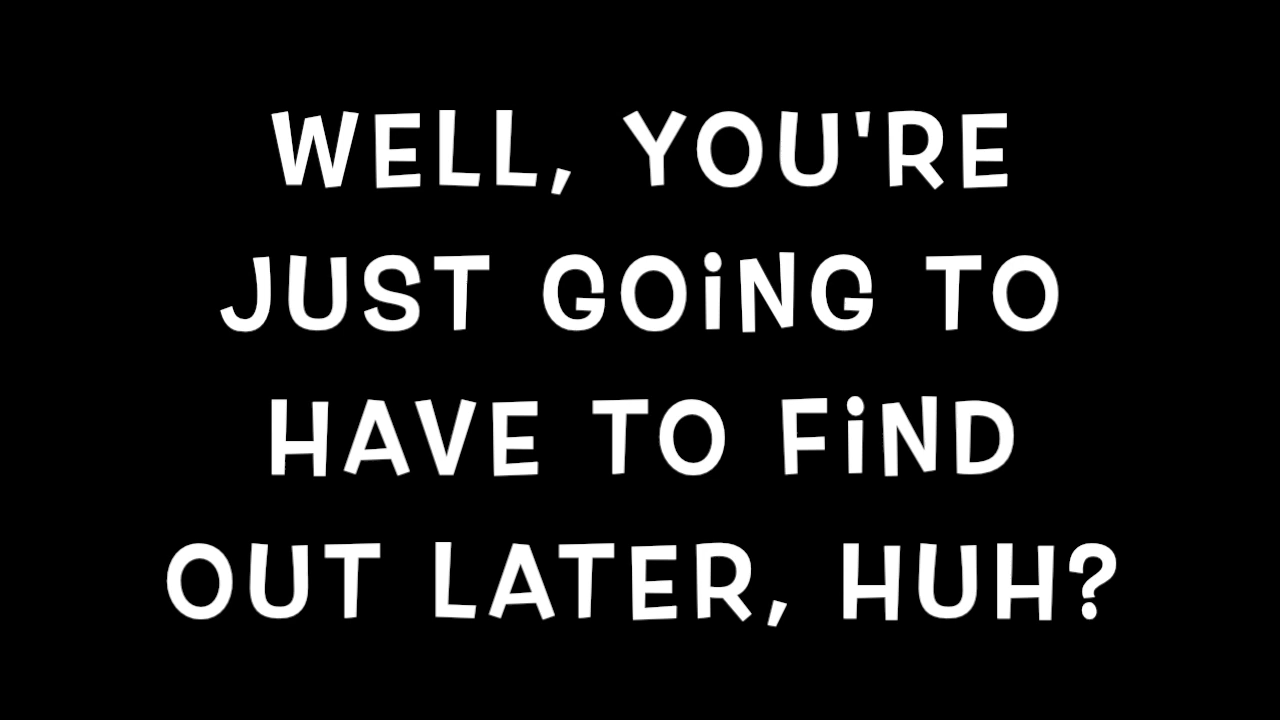 WELL, YOU'RE
JUST GOiNG TO
HAVE TO FiND
OUT LATER, HUH?